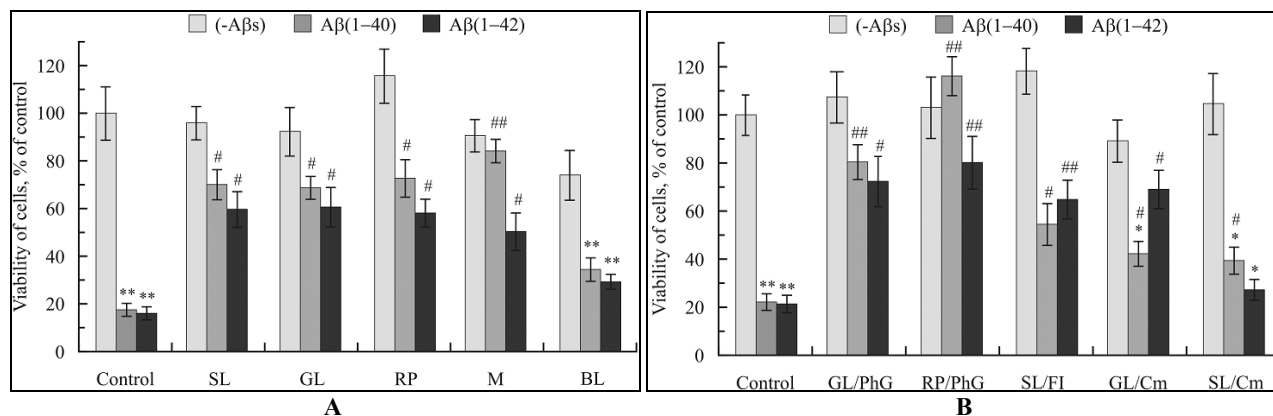 (-Aβs) Aβ(1−40) Aβ(1−42)
Viability of cells, % of control
120
100
80
60
40
20
0
** **
# #
# #
# #
## #
** **
Control SL GL RP M BL
A
(-Aβs) Aβ(1−40) Aβ(1−42)
Viability of cells, % of control
120
100
80
60
40
20
0
** **
## #
## ##
# ##
# * #
# * *
Control GL/PhG RP/PhG SL/FI GL/Cm SL/Cm
B